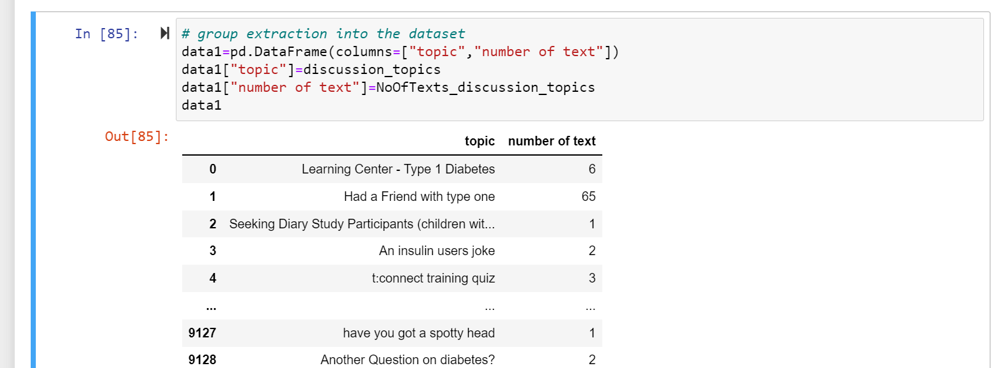 In [85]:
# group extraction into the dataset
data1=pd.DataFrame(columns=["topic","number of text"])
data1["topic"]=discussion_topics
data1["number of text"]=NoOfTexts_discussion_topics
data1
Out[85]:
topic number of text
0 Learning Center - Type 1 Diabetes 6
1 Had a Friend with type one 65
2 Seeking Diary Study Participants (children wit... 1
3 An insulin users joke 2
4 t:connect training quiz 3
... ... ...
9127 have you got a spotty head 1
9128 Another Question on diabetes? 2